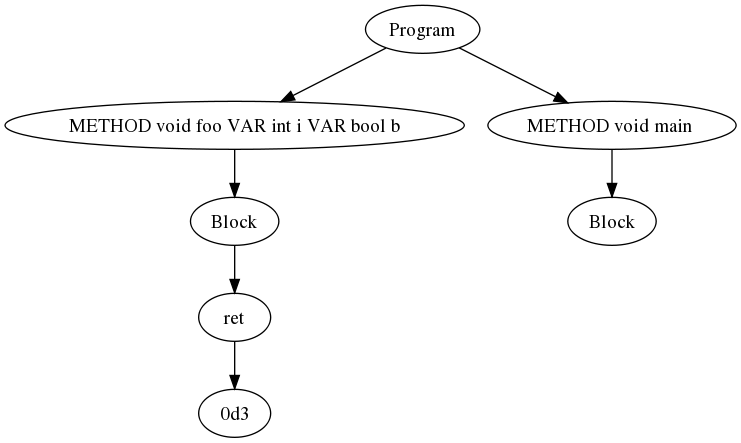 Program
METHOD void foo VAR int i VAR bool b
METHOD void main
Block
Block
ret
0d3